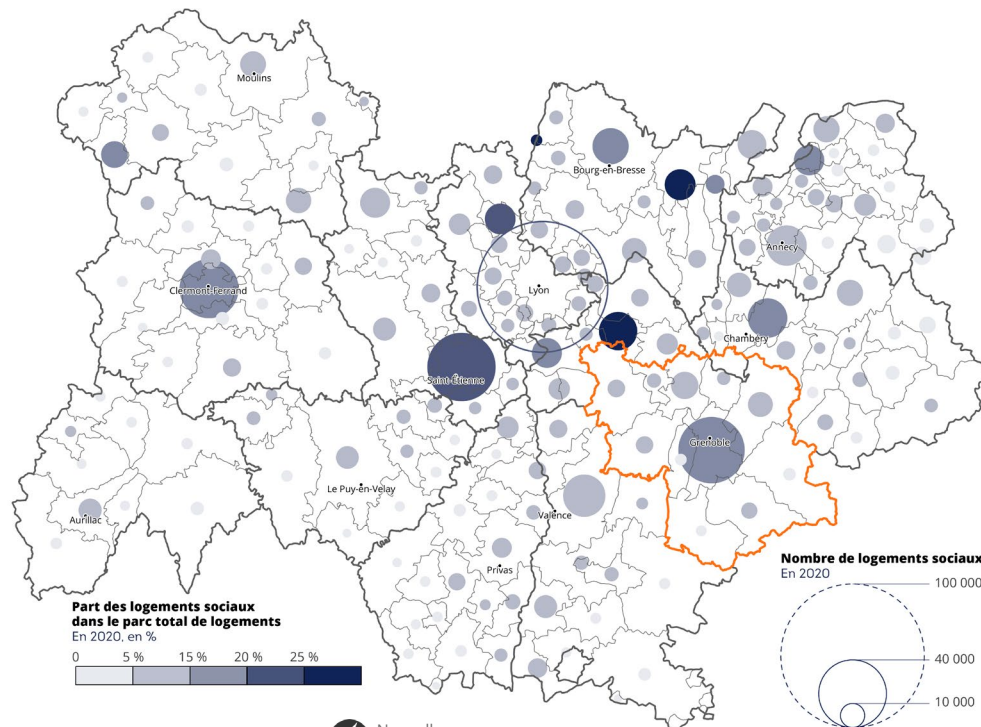 Moulins
Bourg-en-Bresse
Annecy
Clermont-Ferrand
Lyon
Chambéry
Saint-Étienne
Grenoble
Le Puy-en-Velay
Aurillac
Valence
Privas
Nombre de logements sociaux
En 2020
100 000
40 000
10 000
Part des logements sociaux
dans le parc total de logements
En 2020, en %
0 5 % 15 % 20 % 25 %